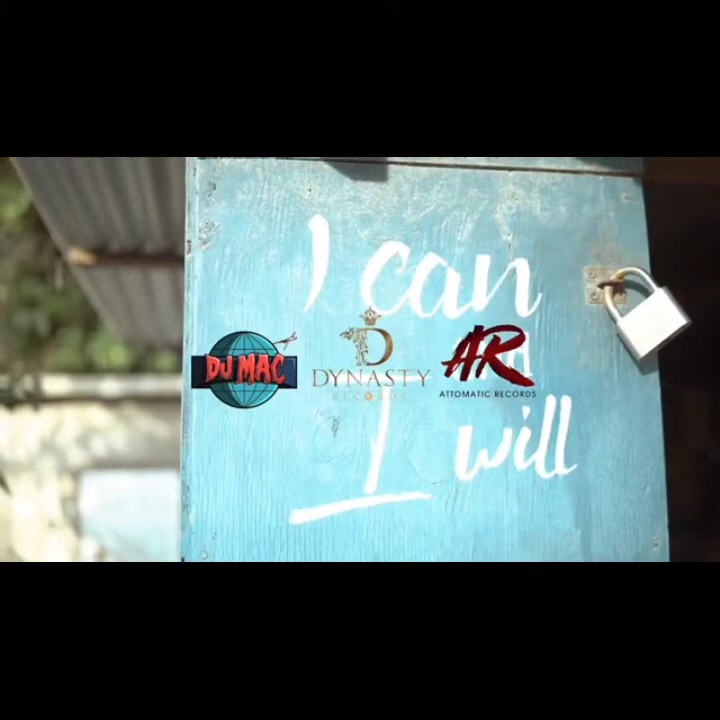 I can
DJ MAC
D
DYNASTY
RECORDS
AR
ATTOMATIC RECORDS
I will